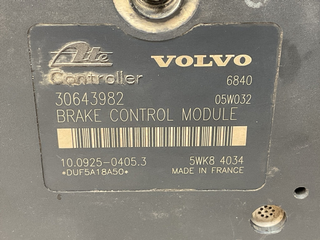 Ate VOLVO
Controller 6840
30643982 05W032
BRAKE CONTROL MODULE
10.0925-0405.3 5WK8 4034
*DUF5A18A50* MADE IN FRANCE